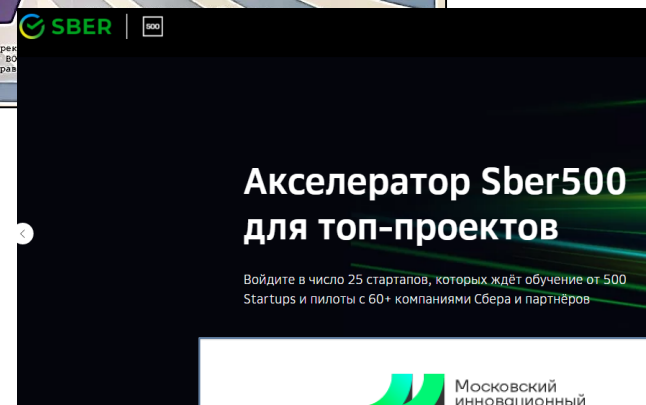 SBER
500
Акселератор Sber500
для топ-проектов
Войдите в число 25 стартапов, которых ждёт обучение от 500
Startups и пилоты с 60+ компаниями Сбера и партнёров
Московский
инновационный